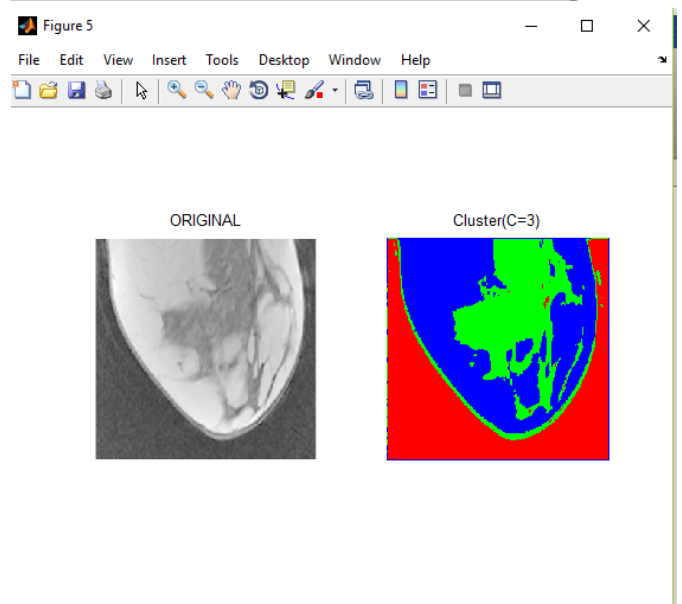 Figure 5
File Edit View Insert Tools Desktop Window Help
ORIGINAL Cluster(C=3)